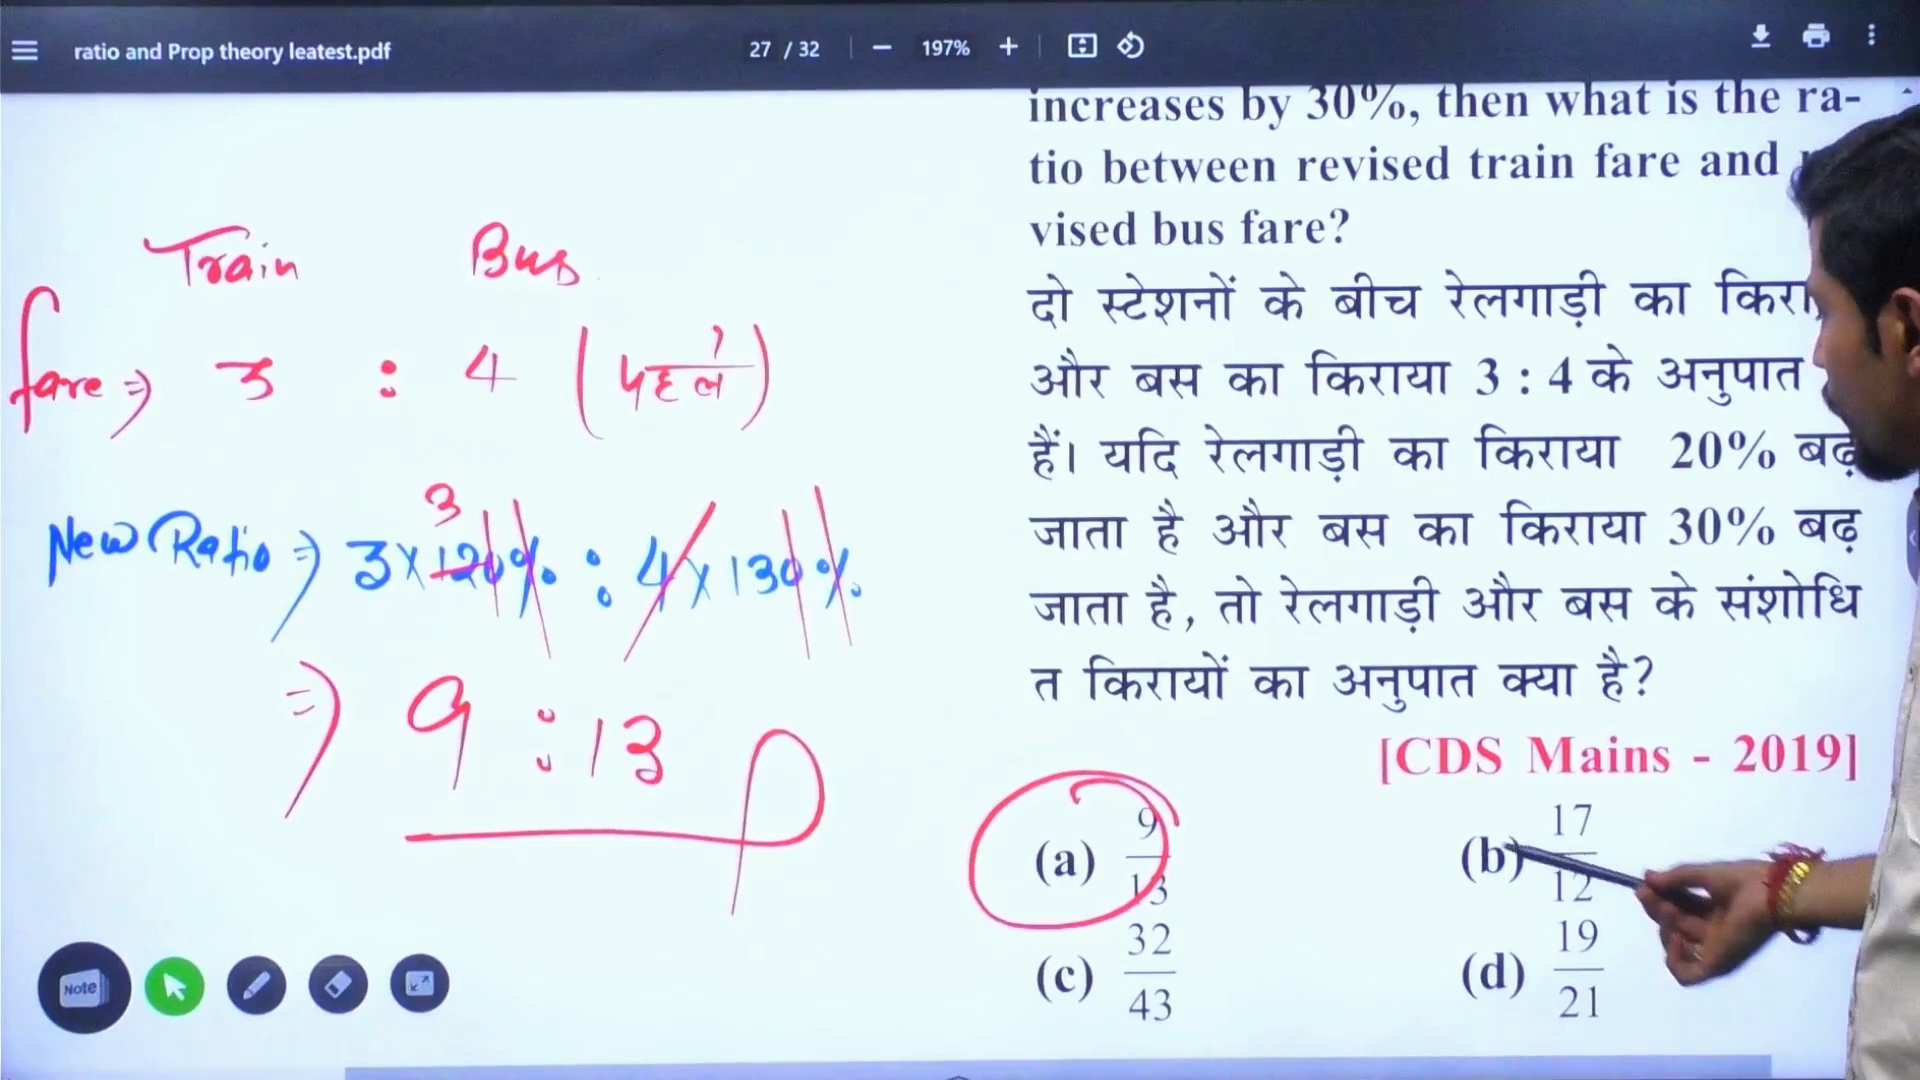 ratio and Prop theory leatest.pdf
27 / 32
197%
increases by 30%, then what is the ra-
tio between revised train fare and
vised bus fare?
दो स्टेशनों के बीच रेलगाड़ी का
और बस का किराया 3 : 4 के अनुपात
हैं। यदि रेलगाड़ी का किराया 20% बढ़
जाता है और बस का किराया 30% बढ़
जाता है, तो रेलगाड़ी और बस के संशोधि
त किरायों का अनुपात क्या है?
[CDS Mains - 2019]
(a) 9/13
(b) 17/12
(c) 32/43
(d) 19/21
Train Bus
fare ⇒ 3 : 4 (पहले)
3
New Ratio ⇒ 3 x 120% : 4 x 130%
⇒ 9 : 13
Note